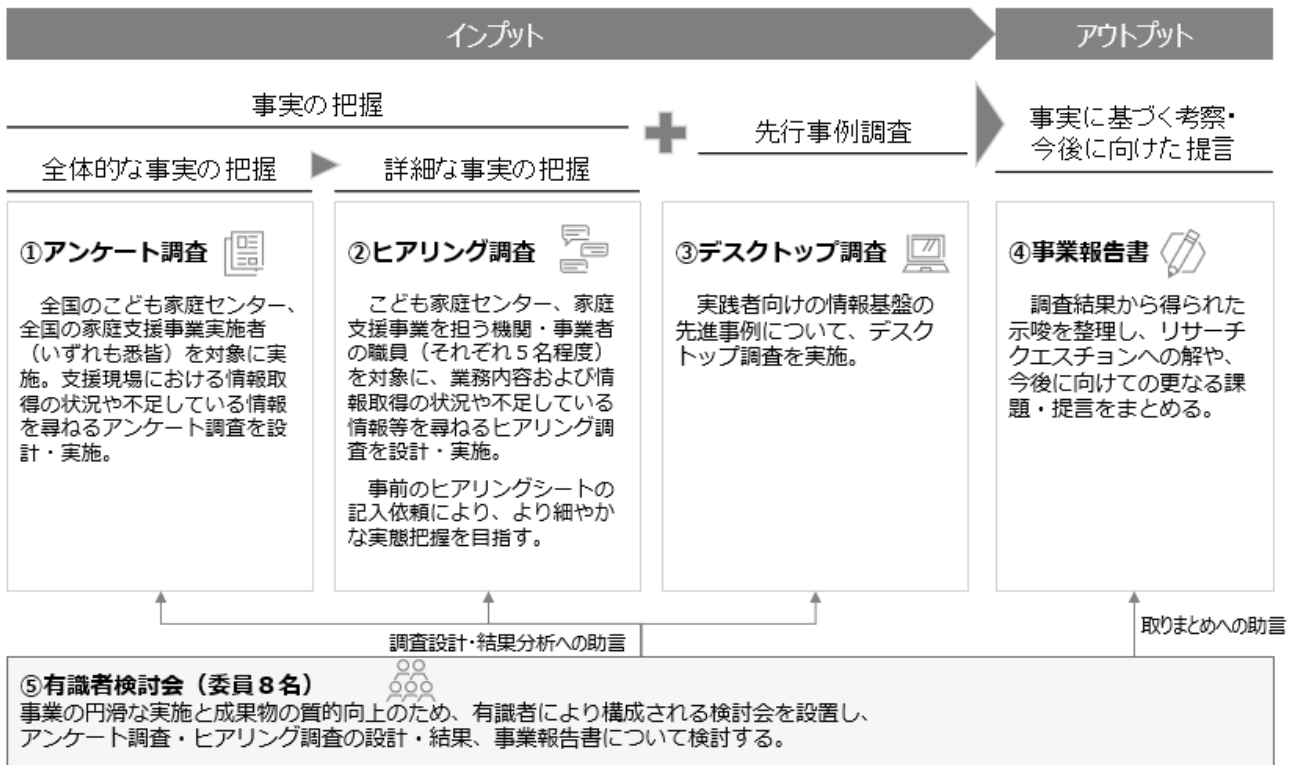 インプット
アウトプット
事実の把握
先行事例調査
事実に基づく考察・
今後に向けた提言
全体的な事実の把握
詳細な事実の把握
①アンケート調査
全国のこども家庭センター、
全国の家庭支援事業実施者
（いずれも悉皆）を対象に実
施。支援現場における情報取
得の状況や不足している情報
を尋ねるアンケート調査を設
計・実施。
②ヒアリング調査
こども家庭センター、家庭
支援事業を担う機関・事業者
の職員（それぞれ５名程度）
を対象に、業務内容および情
報取得の状況や不足している
情報等を尋ねるヒアリング調
査を設計・実施。
事前のヒアリングシートの
記入依頼により、より細やか
な実態把握を目指す。
③デスクトップ調査
実践者向けの情報基盤の
先進事例について、デスク
トップ調査を実施。
④事業報告書
調査結果から得られた
示唆を整理し、リサーチ
クエスチョンへの解や、
今後に向けての更なる課
題・提言をまとめる。
調査設計・結果分析への助言
取りまとめへの助言
⑤有識者検討会（委員８名）
事業の円滑な実施と成果物の質的向上のため、有識者により構成される検討会を設置し、
アンケート調査・ヒアリング調査の設計・結果、事業報告書について検討する。